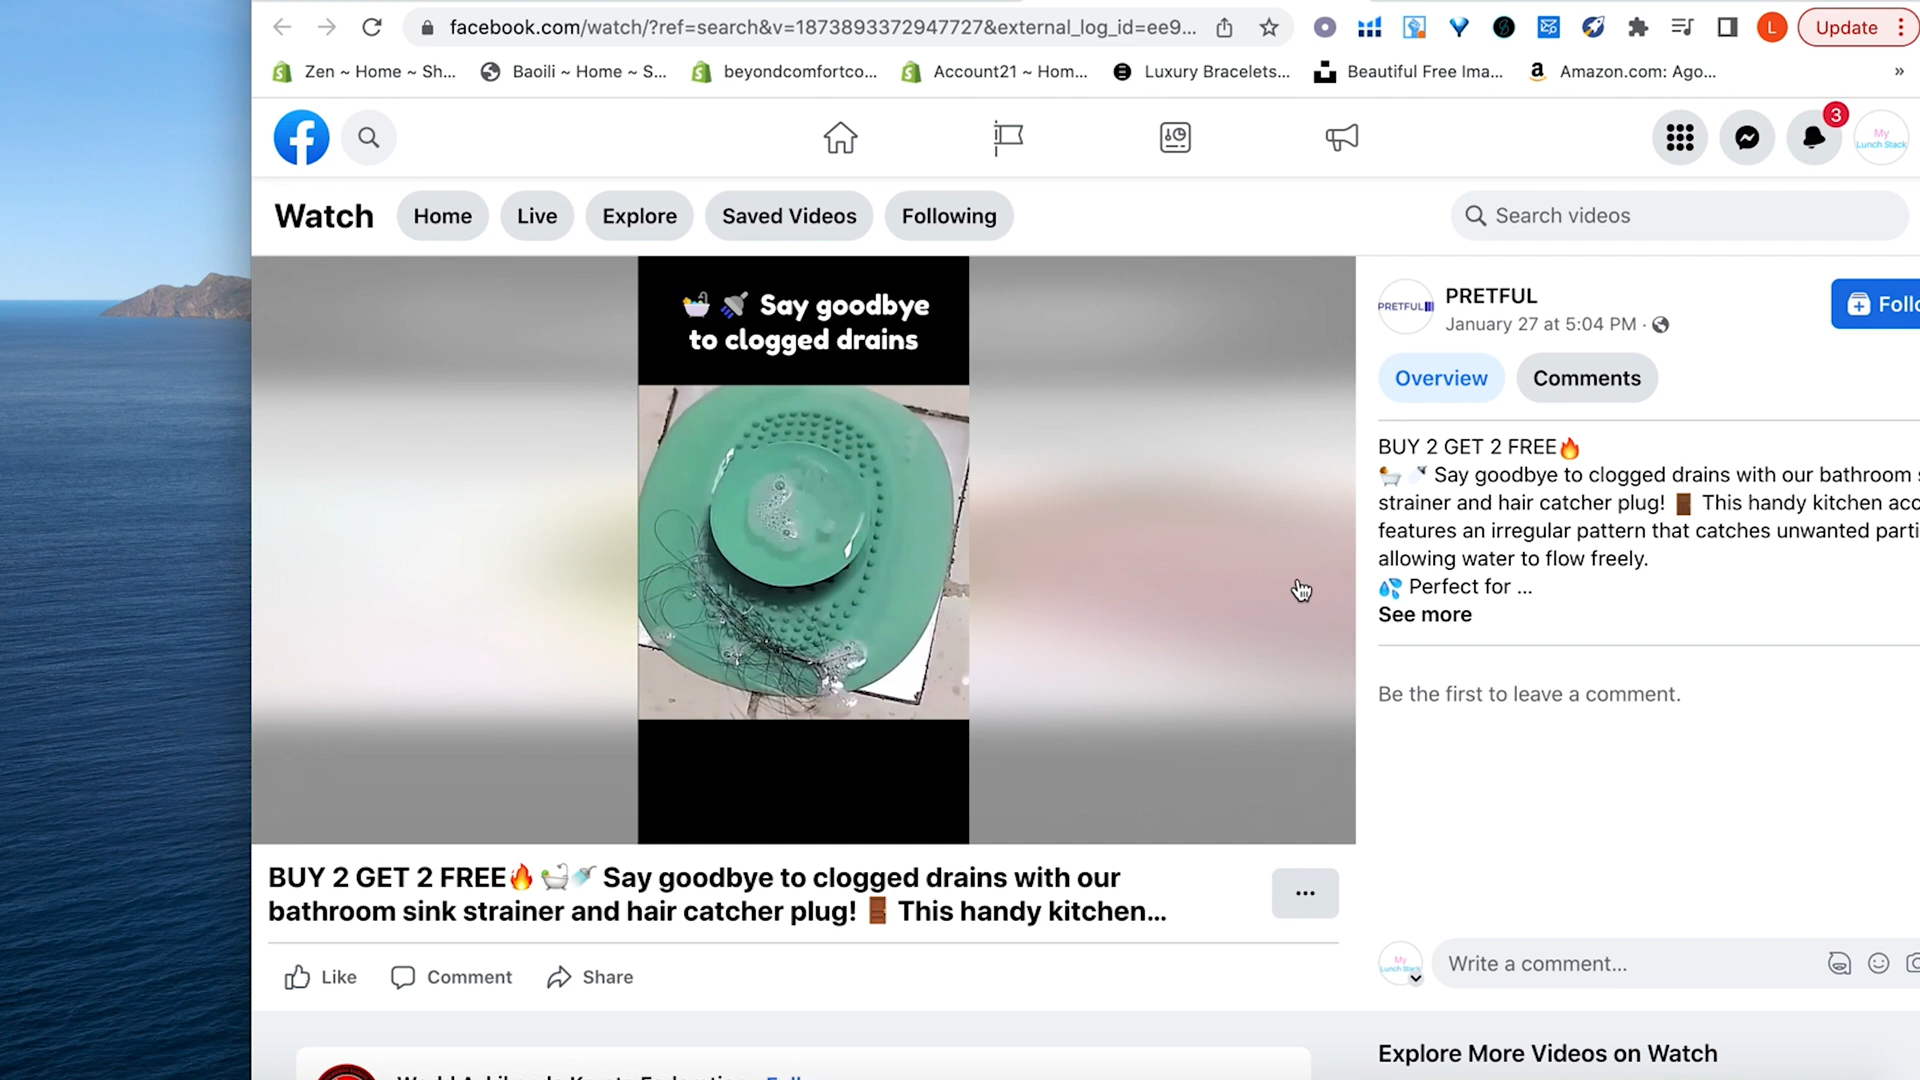 facebook.com/watch/?ref=search&v=1873893372947727&external_log_id=ee9...
L
Update
Zen ~ Home ~ Sh...
Baoili ~ Home ~ S...
beyondcomfortco...
Account21 ~ Hom...
Luxury Bracelets...
Beautiful Free Ima...
Amazon.com: Ago...
»
3
My
Lunch Stack
Watch
Home
Live
Explore
Saved Videos
Following
Search videos
🛀 🚿 Say goodbye
to clogged drains
PRETFUL
PRETFUL
January 27 at 5:04 PM ·
Follo
Overview
Comments
BUY 2 GET 2 FREE🔥
🛀🚿 Say goodbye to clogged drains with our bathroom s
strainer and hair catcher plug! 🚪 This handy kitchen acc
features an irregular pattern that catches unwanted parti
allowing water to flow freely.
💦 Perfect for ...
See more
Be the first to leave a comment.
BUY 2 GET 2 FREE🔥🛀🚿 Say goodbye to clogged drains with our
bathroom sink strainer and hair catcher plug! 🚪 This handy kitchen...
Like
Comment
Share
My
Lunch Stack
Write a comment...
Explore More Videos on Watch